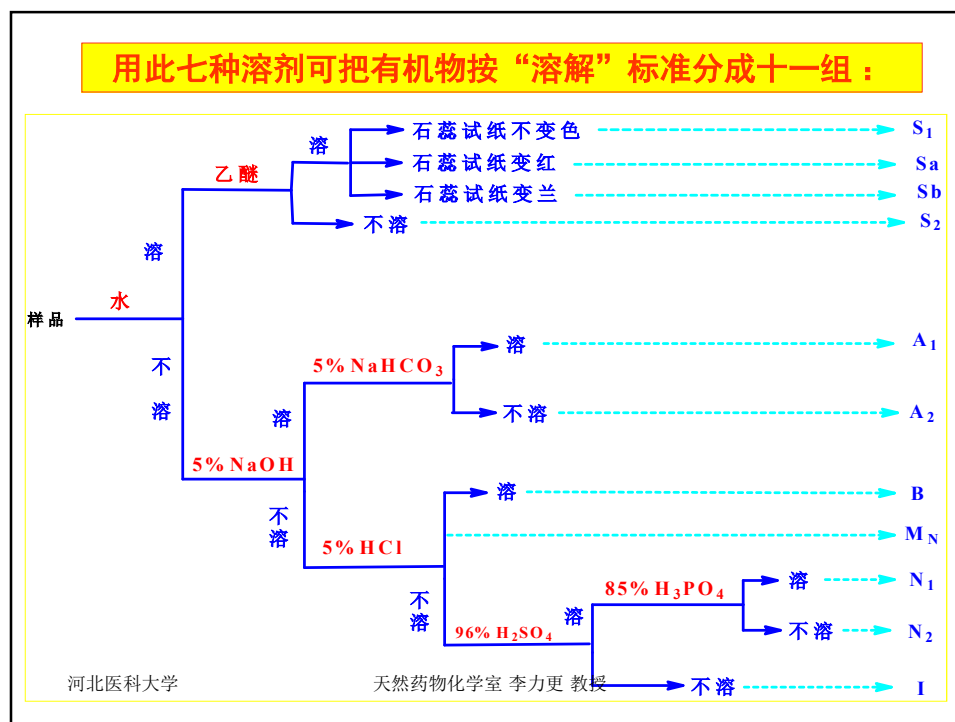 用此七种溶剂可把有机物按“溶解”标准分成十一组：
石蕊试纸不变色 S1
溶
乙醚 石蕊试纸变红 Sa
石蕊试纸变兰 Sb
不溶 S2
溶
水
样品
不溶
溶 A1
5% NaHCO3
溶
不溶 A2
5% NaOH
溶 B
不溶
5% HCl MN
85% H3PO4 溶 N1
不溶
溶
96% H2SO4 不溶 N2
不溶 I
河北医科大学 天然药物化学室 李力更 教授